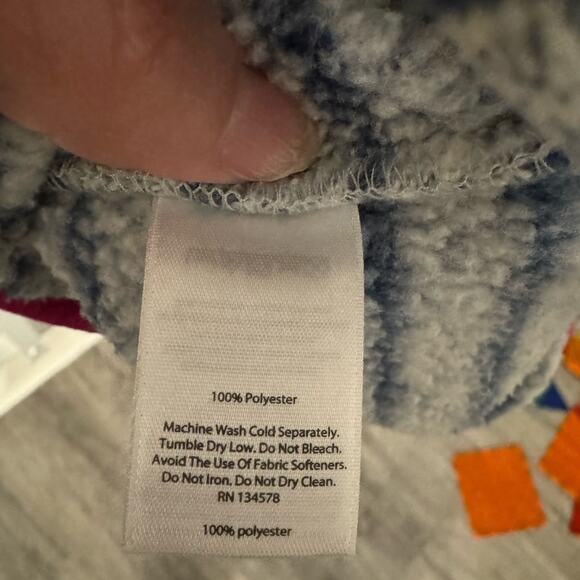 100% Polyester
Machine Wash Cold Separately.
Tumble Dry Low. Do Not Bleach.
Avoid The Use Of Fabric Softeners.
Do Not Iron. Do Not Dry Clean.
RN 134578
100% polyester